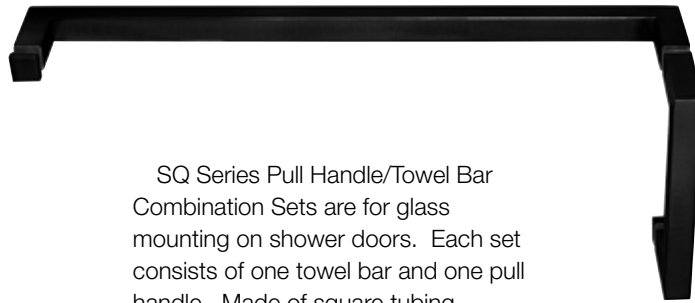 SQ Series Pull Handle/Towel Bar
Combination Sets are for glass
mounting on shower doors.  Each set
consists of one towel bar and one pull
handle.  Made of square tubing